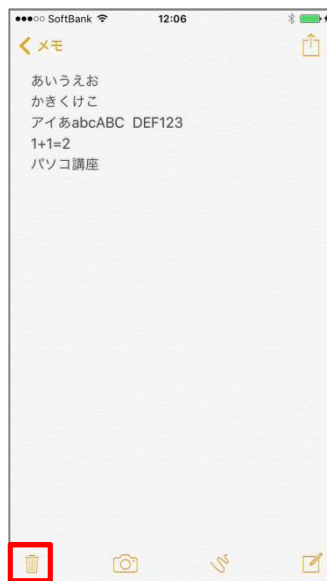 SoftBank 12:06
メモ
あいうえお
かきくけこ
アイあabcABC DEF123
1+1=2
パソコ講座